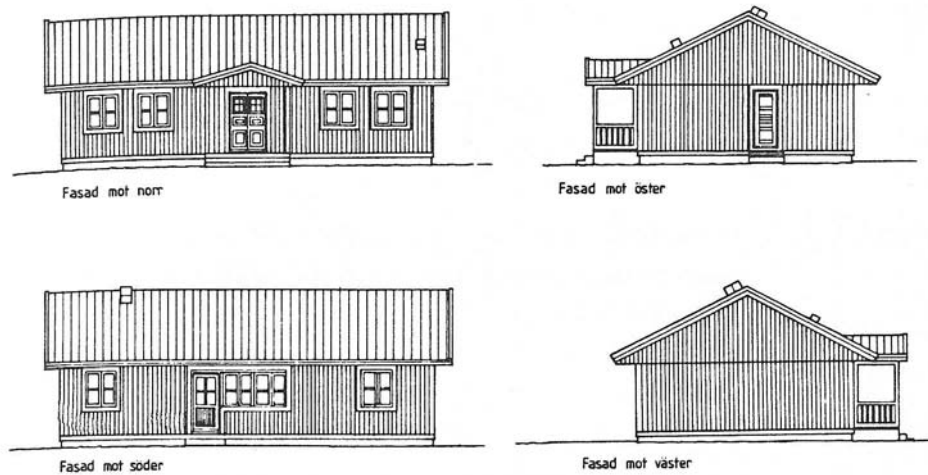 Fasad mot norr
Fasad mot öster
Fasad mot söder
Fasad mot väster